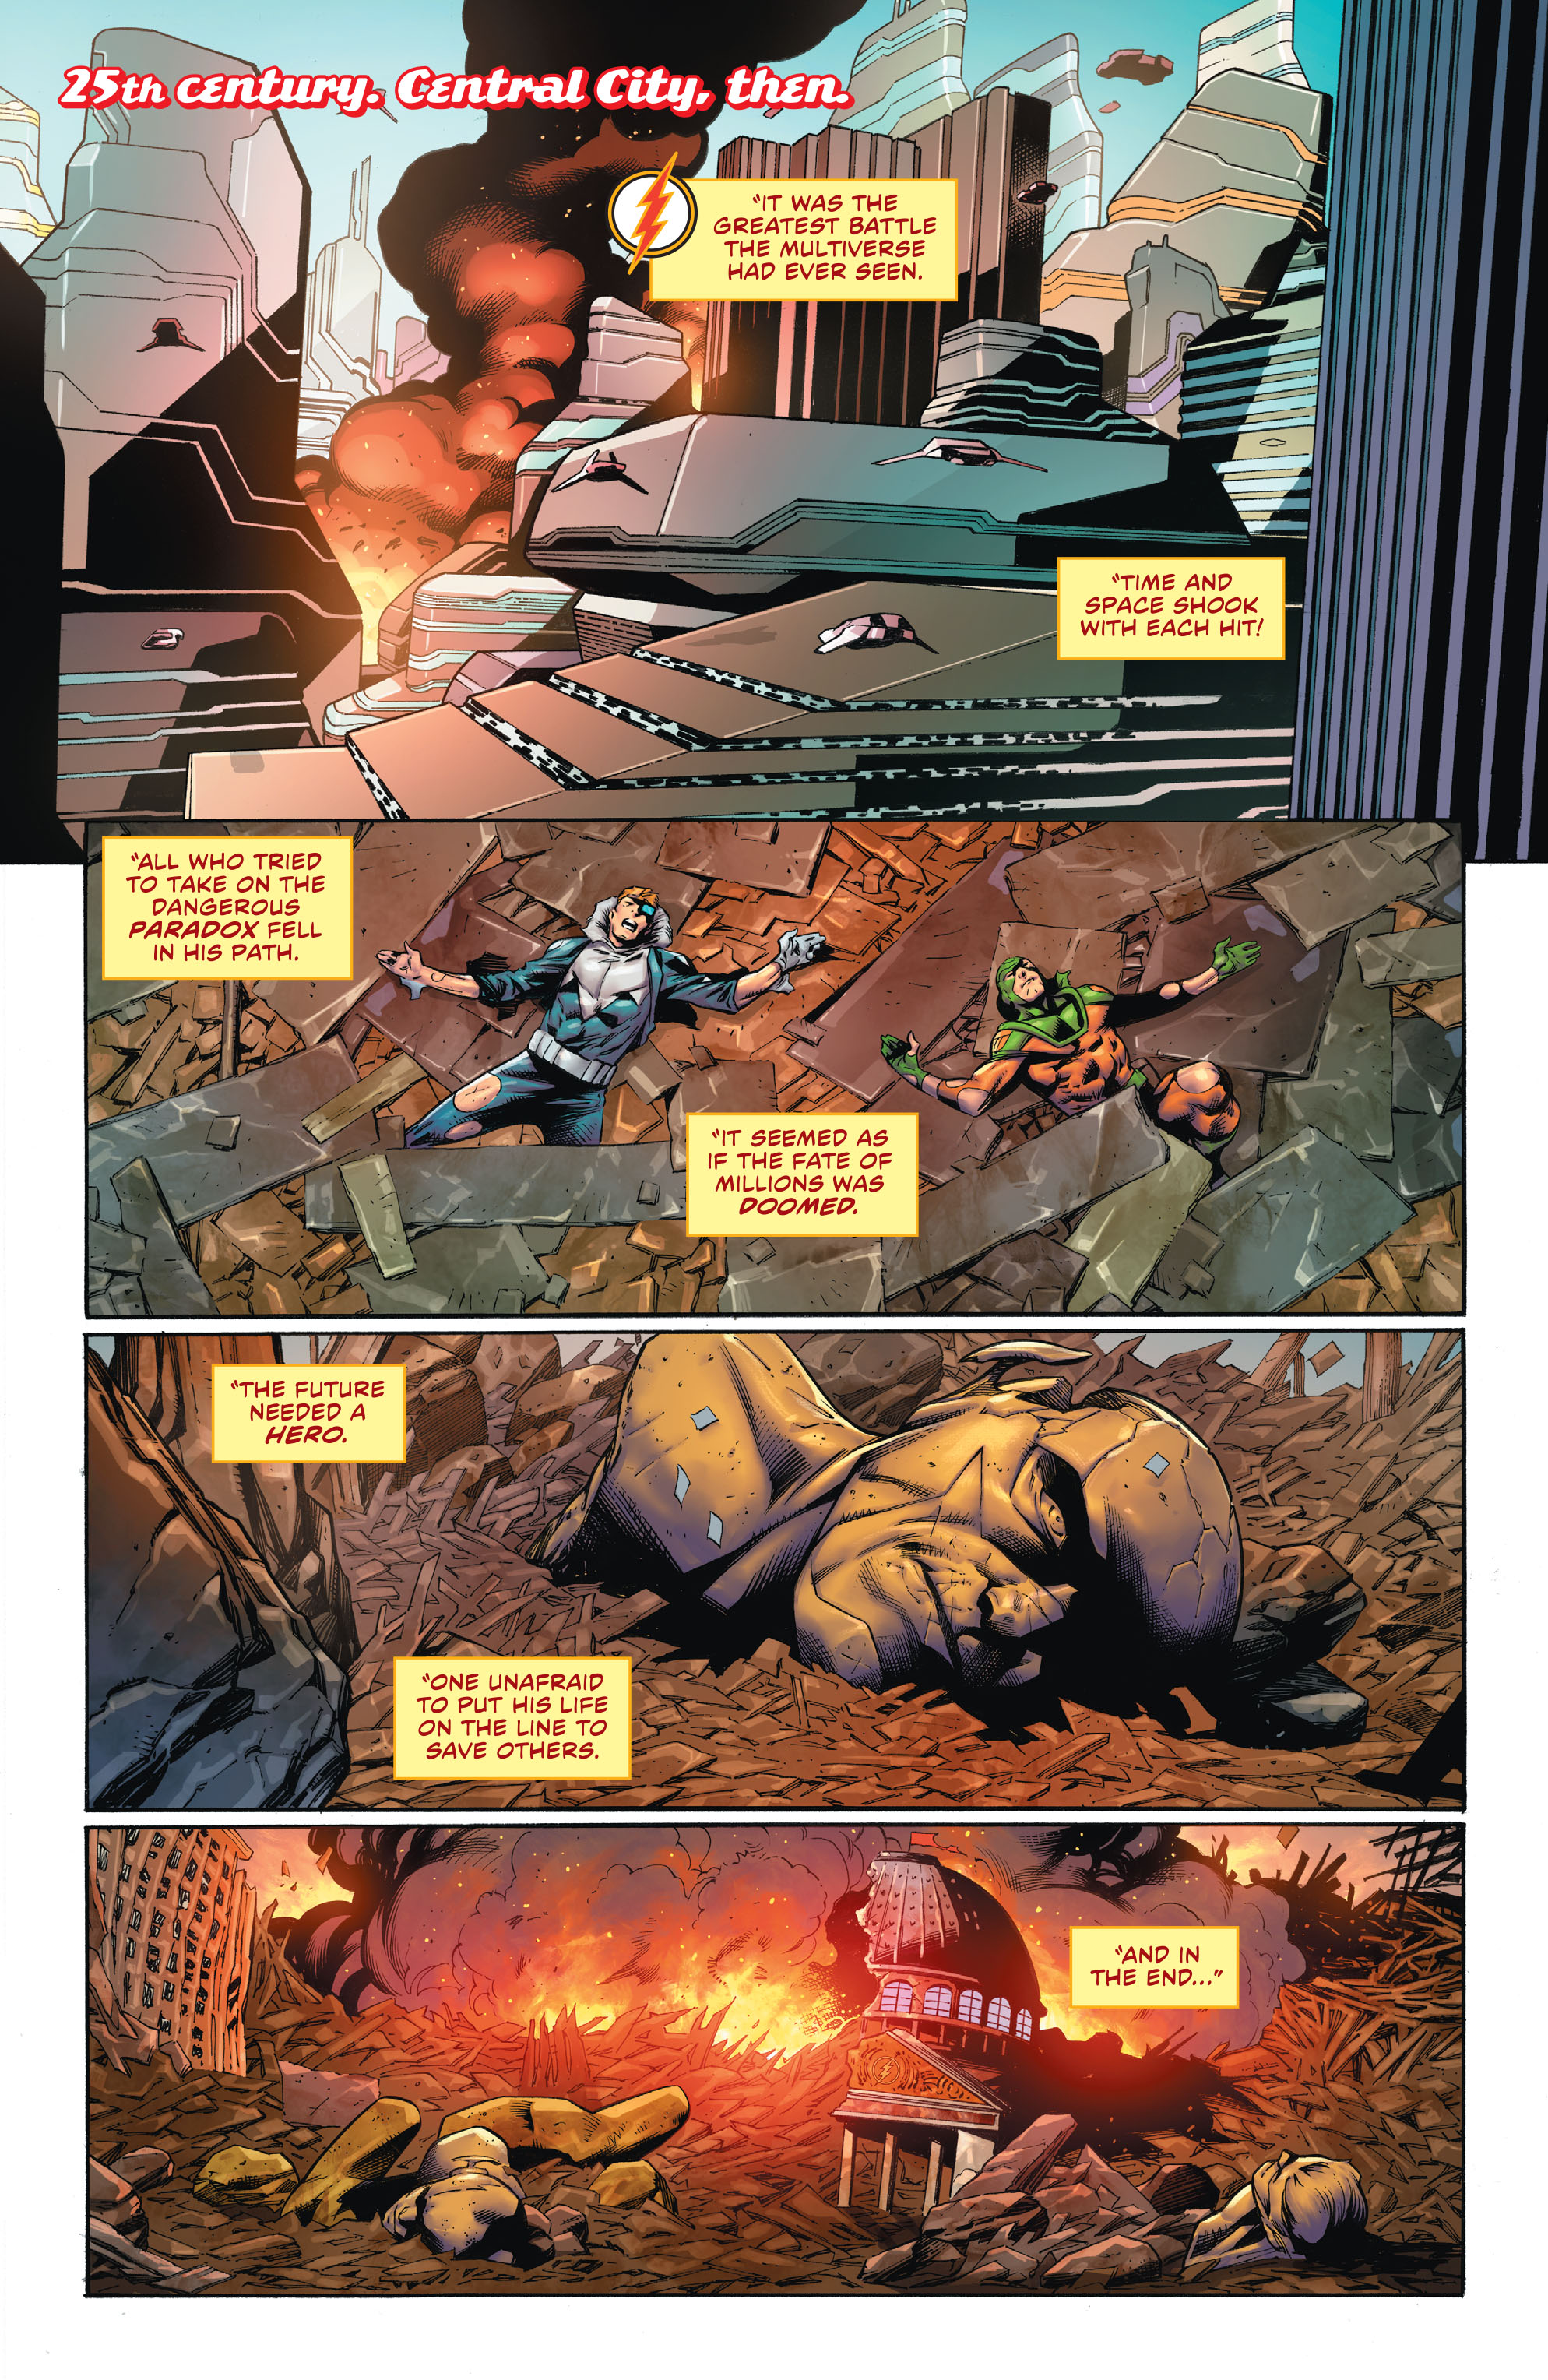 25th century. Central City, then.
"IT WAS THE
GREATEST BATTLE
THE MULTIVERSE
HAD EVER SEEN.
"TIME AND
SPACE SHOOK
WITH EACH HIT!
"ALL WHO TRIED
TO TAKE ON THE
DANGEROUS
PARADOX FELL
IN HIS PATH.
"IT SEEMED AS
IF THE FATE OF
MILLIONS WAS
DOOMED.
"THE FUTURE
NEEDED A
HERO.
"ONE UNAFRAID
TO PUT HIS LIFE
ON THE LINE TO
SAVE OTHERS.
"AND IN
THE END..."